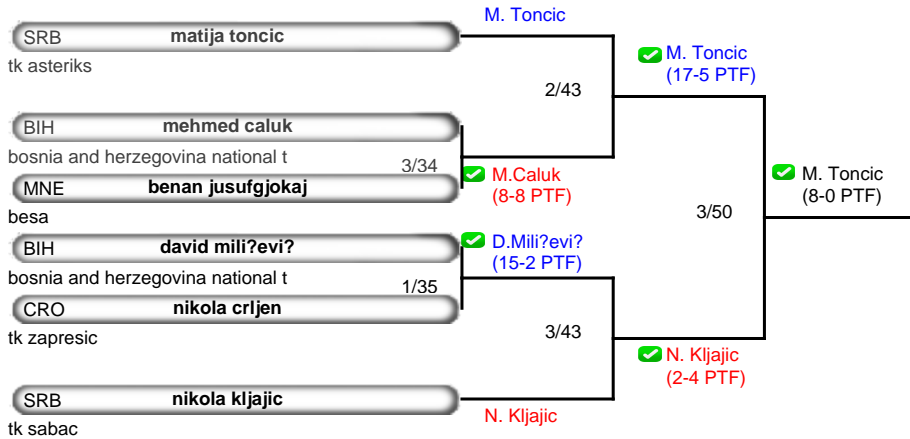 M. Toncic
SRB matija toncic
tk asteriks
M. Toncic
(17-5 PTF)
2/43
BIH mehmed caluk
bosnia and herzegovina national t
3/34
M.Caluk
(8-8 PTF)
MNE benan jusufgjokaj
besa
M. Toncic
(8-0 PTF)
3/50
BIH david mili?evi?
bosnia and herzegovina national t
D.Mili?evi?
(15-2 PTF)
1/35
CRO nikola crljen
tk zapresic
3/43
N. Kljajic
(2-4 PTF)
SRB nikola kljajic
tk sabac
N. Kljajic